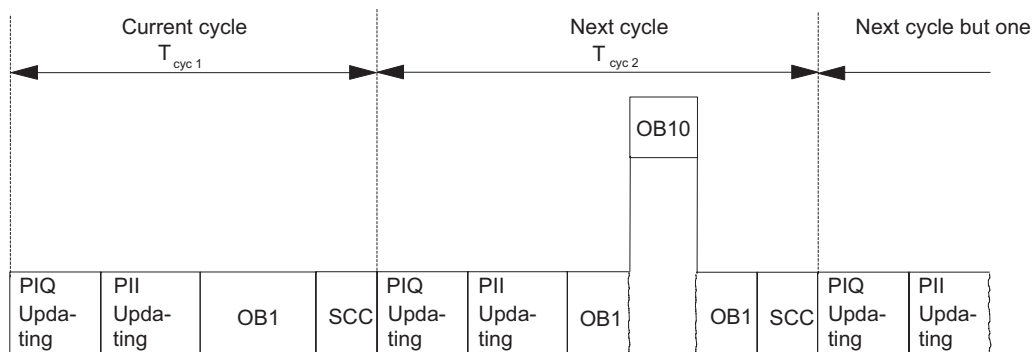 Current cycle
Next cycle
Next cycle but one
T cyc 1
T cyc 2
OB10
PIQ
Upda-
ting
PII
Upda-
ting
OB1
SCC
PIQ
Upda-
ting
PII
Upda-
ting
OB1
OB1
SCC
PIQ
Upda-
ting
PII
Upda-
ting